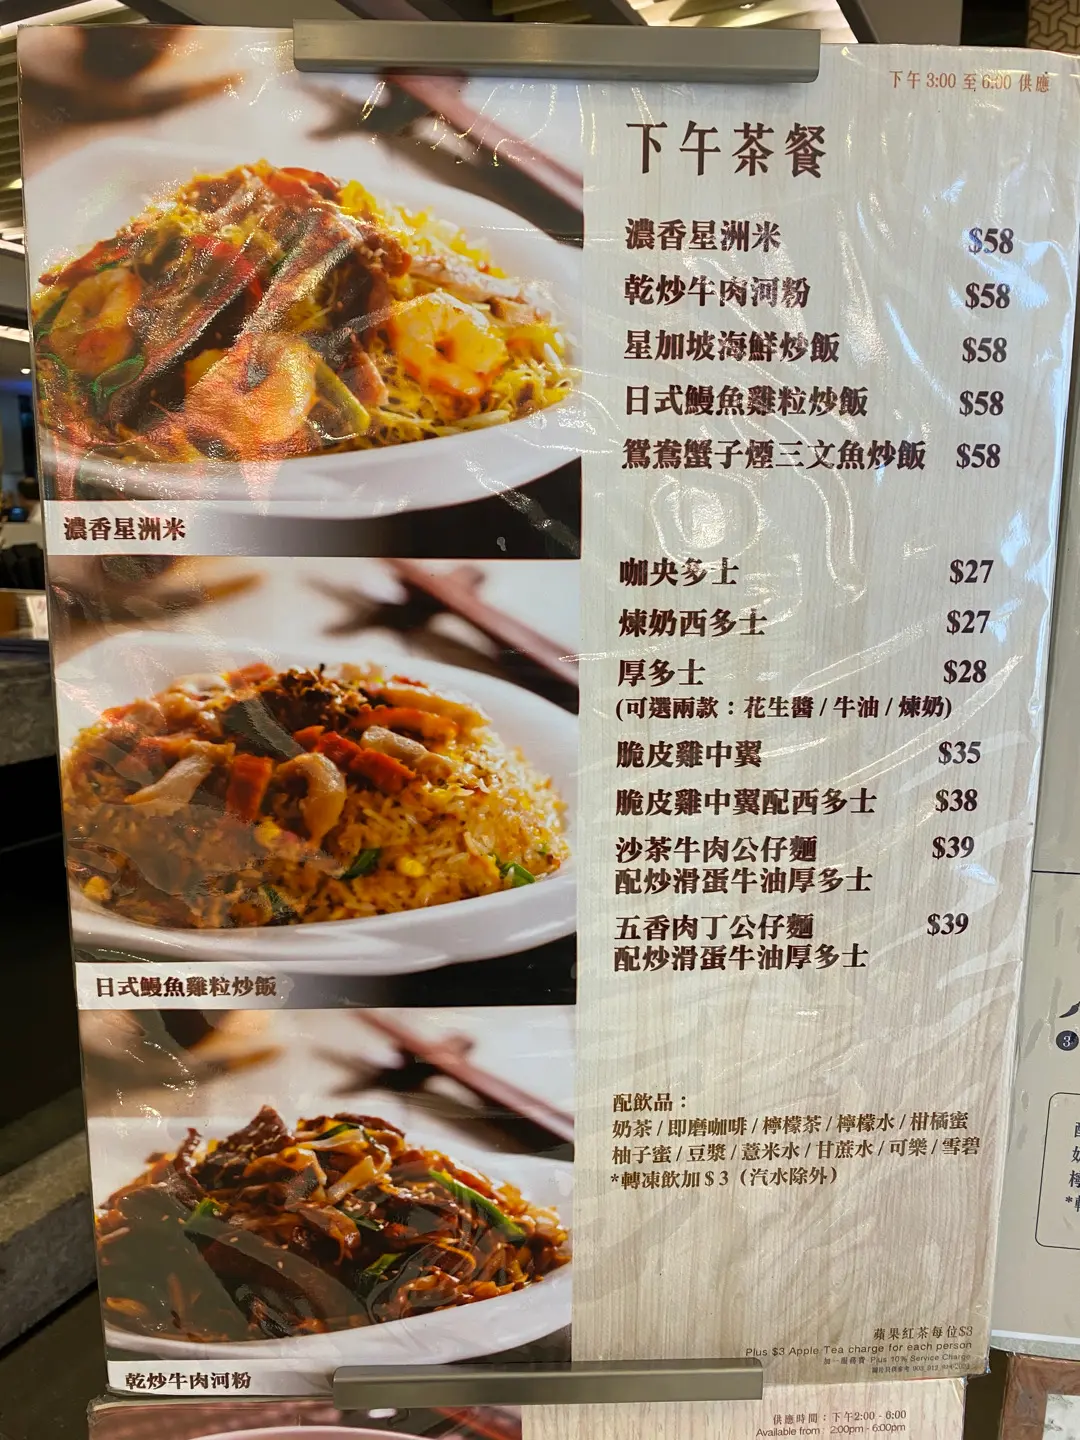 下午 3:00 至 6:00 供應
下午茶餐
濃香星洲米 $58
乾炒牛肉河粉 $58
星加坡海鮮炒飯 $58
日式鰻魚雞粒炒飯 $58
鴛鴦蟹子煙三文魚炒飯 $58
濃香星洲米
咖央多士 $27
煉奶西多士 $27
厚多士 $28
(可選兩款：花生醬 / 牛油 / 煉奶)
脆皮雞中翼 $35
脆皮雞中翼配西多士 $38
沙茶牛肉公仔麵 $39
配炒滑蛋牛油厚多士
五香肉丁公仔麵 $39
配炒滑蛋牛油厚多士
日式鰻魚雞粒炒飯
配飲品：
奶茶 / 即磨咖啡 / 檸檬茶 / 檸檬水 / 柑橘蜜
柚子蜜 / 豆漿 / 薏米水 / 甘蔗水 / 可樂 / 雪碧
*轉凍飲加 $ 3（汽水除外）
乾炒牛肉河粉
蘋果紅茶每位$3
Plus $3 Apple Tea charge for each person
加一服務費 Plus 10% Service Charge
供應時間：下午2:00 - 6:00
Available from : 2:00pm - 6:00pm
3